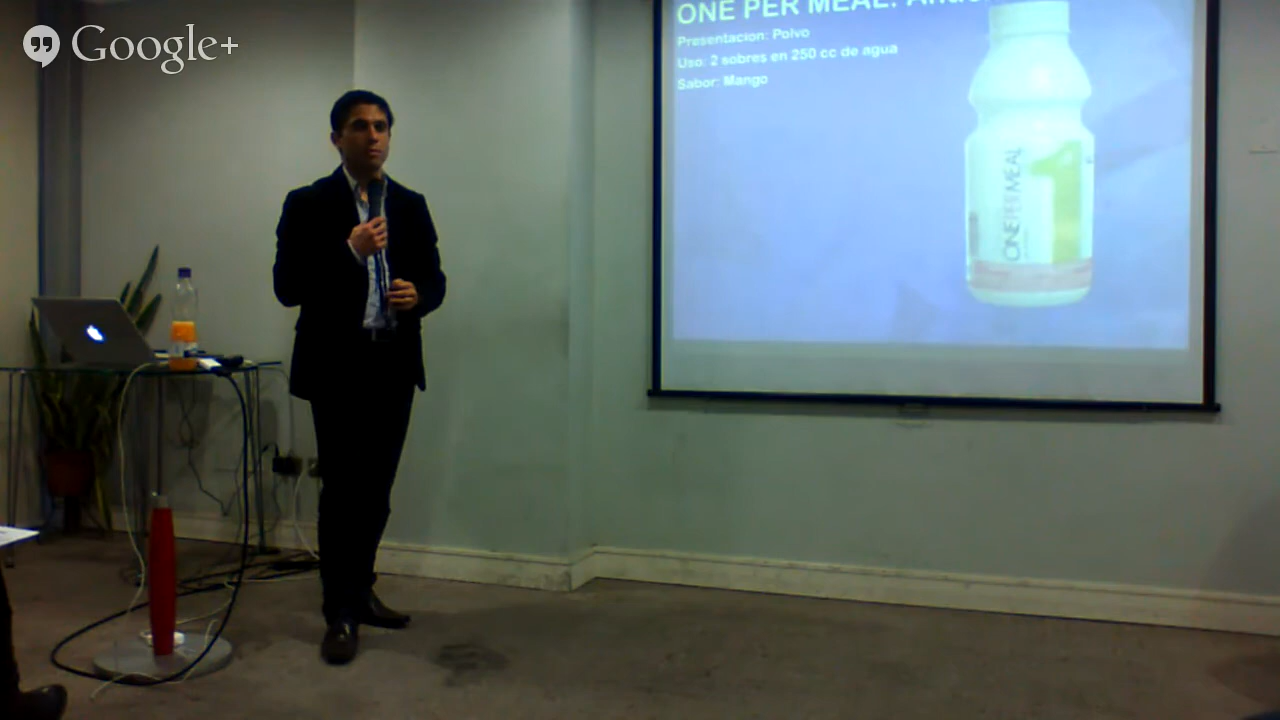 Google+
ONE PER MEAL:
Presentacion: Polvo
Uso: 2 sobres en 250 cc de agua
Sabor: Mango
ONE PER MEAL
1